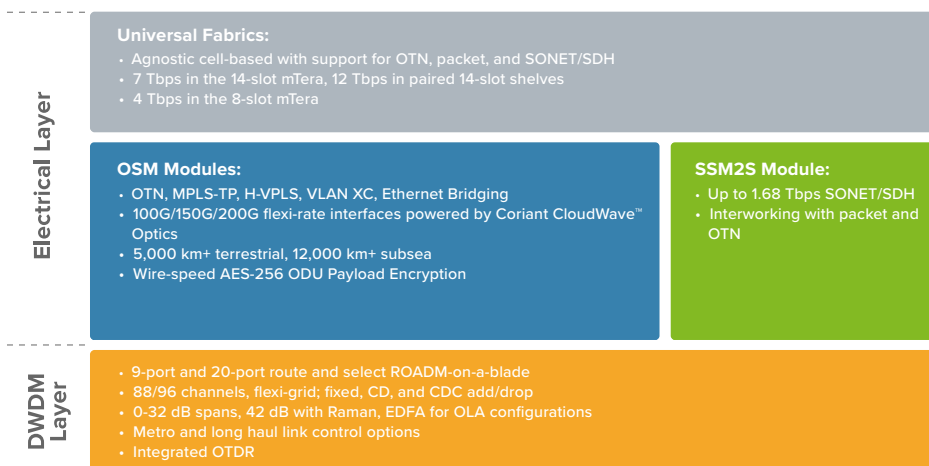 Electrical Layer
Universal Fabrics:
• Agnostic cell-based with support for OTN, packet, and SONET/SDH
• 7 Tbps in the 14-slot mTera, 12 Tbps in paired 14-slot shelves
• 4 Tbps in the 8-slot mTera
OSM Modules:
• OTN, MPLS-TP, H-VPLS, VLAN XC, Ethernet Bridging
• 100G/150G/200G flexi-rate interfaces powered by Coriant CloudWave™
Optics
• 5,000 km+ terrestrial, 12,000 km+ subsea
• Wire-speed AES-256 ODU Payload Encryption
SSM2S Module:
• Up to 1.68 Tbps SONET/SDH
• Interworking with packet and
OTN
DWDM
Layer
• 9-port and 20-port route and select ROADM-on-a-blade
• 88/96 channels, flexi-grid; fixed, CD, and CDC add/drop
• 0-32 dB spans, 42 dB with Raman, EDFA for OLA configurations
• Metro and long haul link control options
• Integrated OTDR